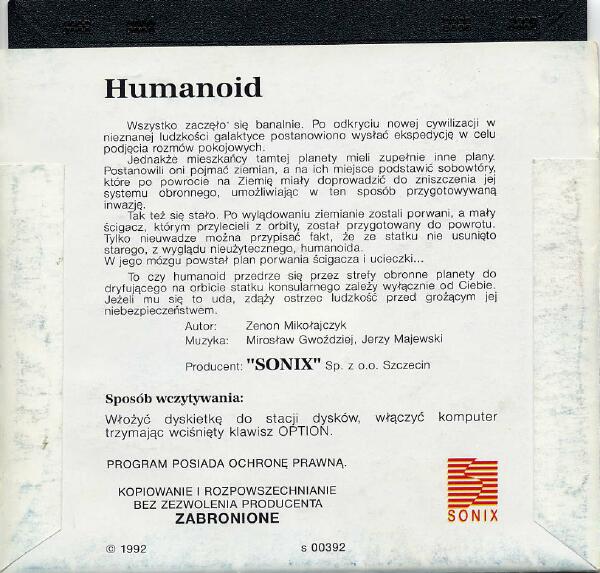 Humanoid
Wszystko zaczęło się banalnie. Po odkryciu nowej cywilizacji w
nieznanej ludzkości galaktyce postanowiono wysłać ekspedycję w celu
podjęcia rozmów pokojowych.
Jednakże mieszkańcy tamtej planety mieli zupełnie inne plany.
Postanowili oni pojmać ziemian, a na ich miejsce podstawić sobowtóry,
które po powrocie na Ziemię miały doprowadzić do zniszczenia jej
systemu obronnego, umożliwiając w ten sposób przygotowywaną
inwazję.
Tak też się stało. Po wylądowaniu ziemianie zostali porwani, a mały
ścigacz, którym przylecieli z orbity, został przygotowany do powrotu.
Tylko nieuwadze można przypisać fakt, że ze statku nie usunięto
starego, z wyglądu nieużytecznego, humanoida.
W jego mózgu powstał plan porwania ścigacza i ucieczki...
To czy humanoid przedrze się przez strefy obronne planety do
dryfującego na orbicie statku konsularnego zależy wyłącznie od Ciebie.
Jeżeli mu się to uda, zdąży ostrzec ludzkość przed grożącym jej
niebezpieczeństwem.
Autor: Zenon Mikołajczyk
Muzyka: Mirosław Gwoździej, Jerzy Majewski
Producent: "SONIX" Sp. z o.o. Szczecin
Sposób wczytywania:
Włożyć dyskietkę do stacji dysków, włączyć komputer
trzymając wciśnięty klawisz OPTION.
PROGRAM POSIADA OCHRONĘ PRAWNĄ.
KOPIOWANIE I ROZPOWSZECHNIANIE
BEZ ZEZWOLENIA PRODUCENTA
ZABRONIONE
SONIX
© 1992 s 00392